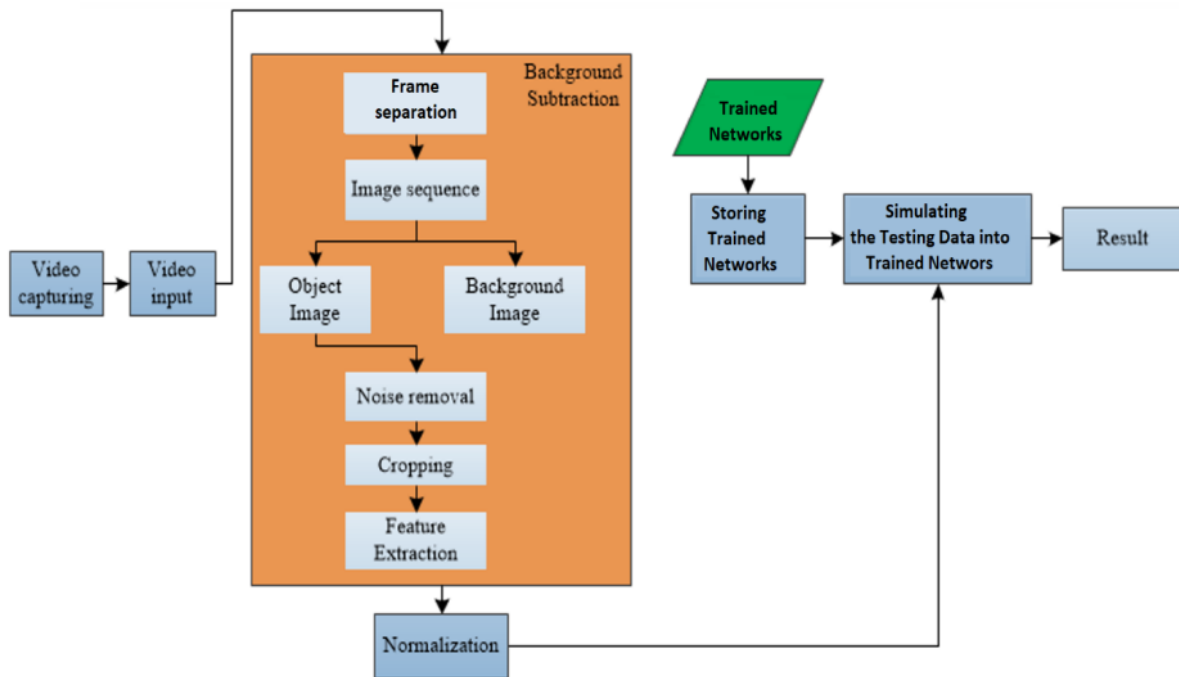 Video
capturing
Video
input
Background
Subtraction
Frame
separation
Image sequence
Object
Image
Background
Image
Noise removal
Cropping
Feature
Extraction
Normalization
Trained
Networks
Storing
Trained
Networks
Simulating
the Testing Data into
Trained Networs
Result